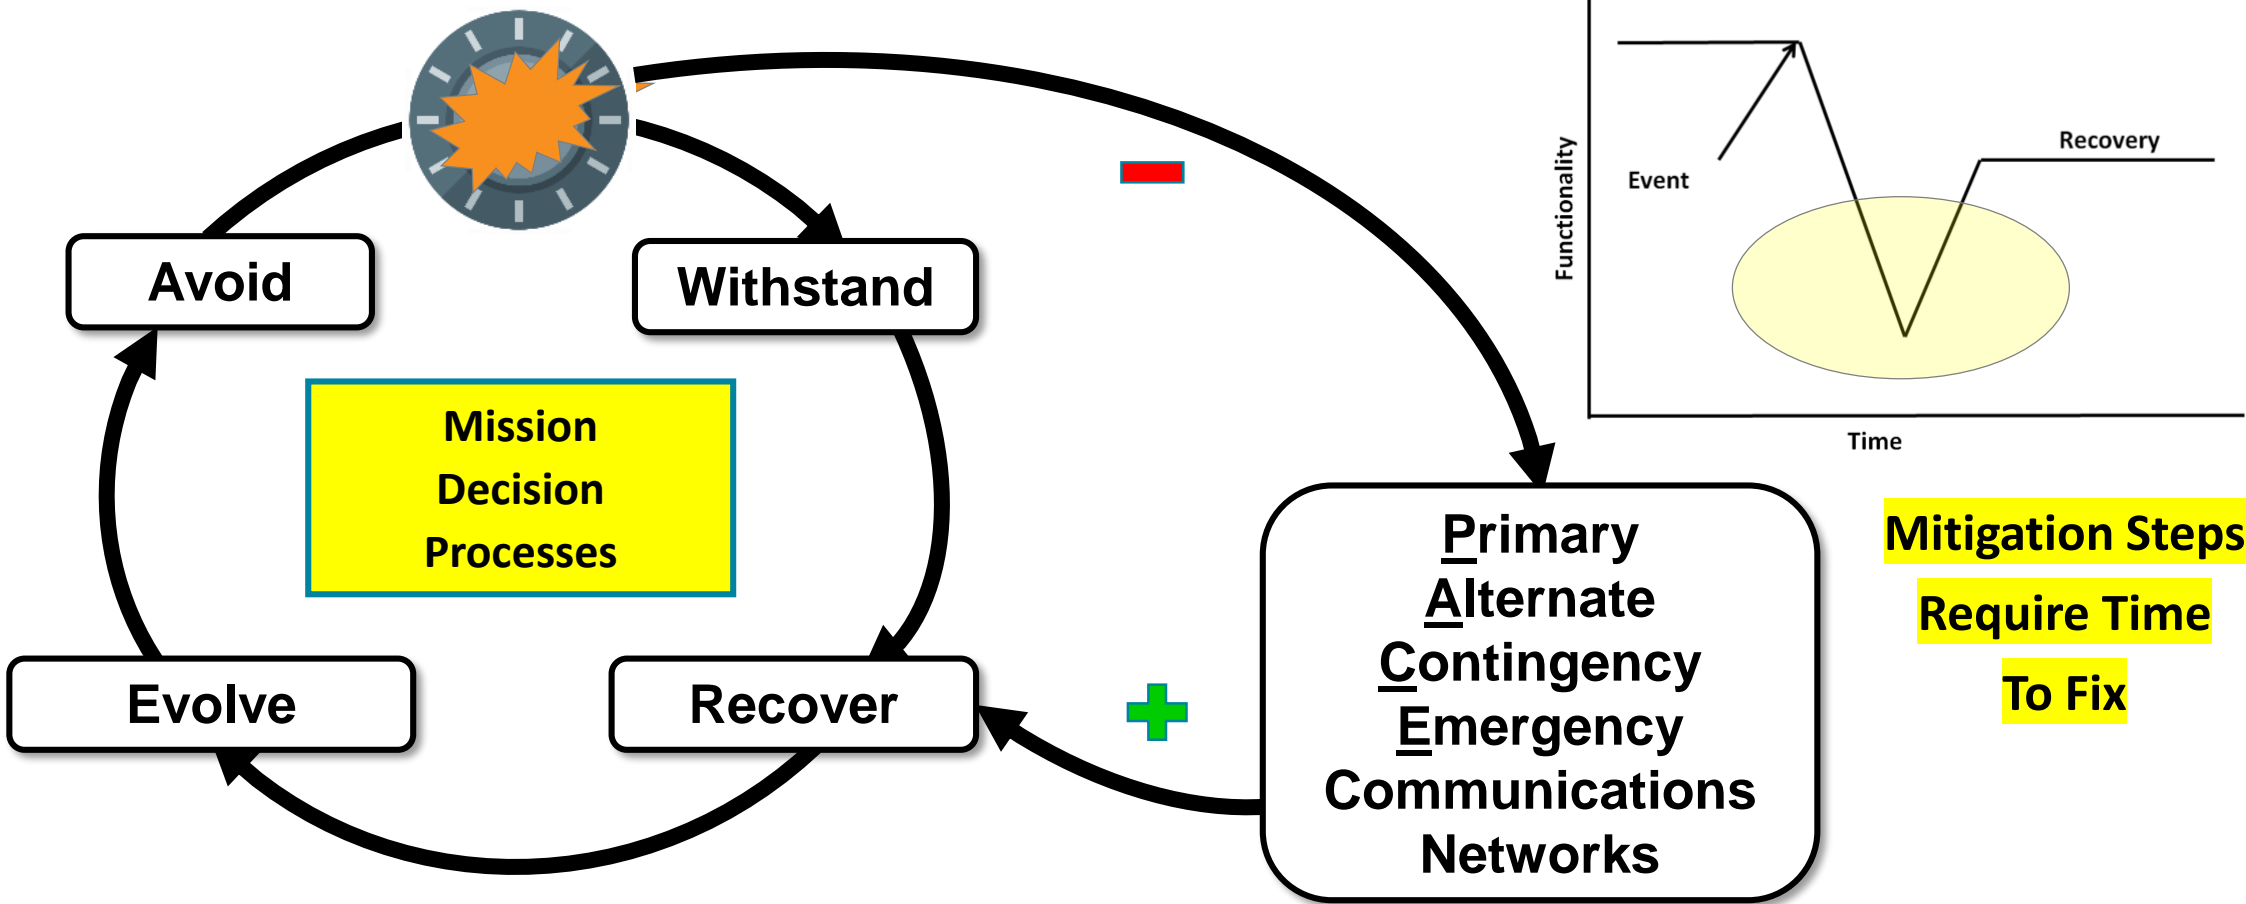 Avoid
Withstand
Mission
Decision
Processes
Evolve
Recover
Functionality
Event
Recovery
Time
Primary
Alternate
Contingency
Emergency
Communications
Networks
Mitigation Steps
Require Time
To Fix